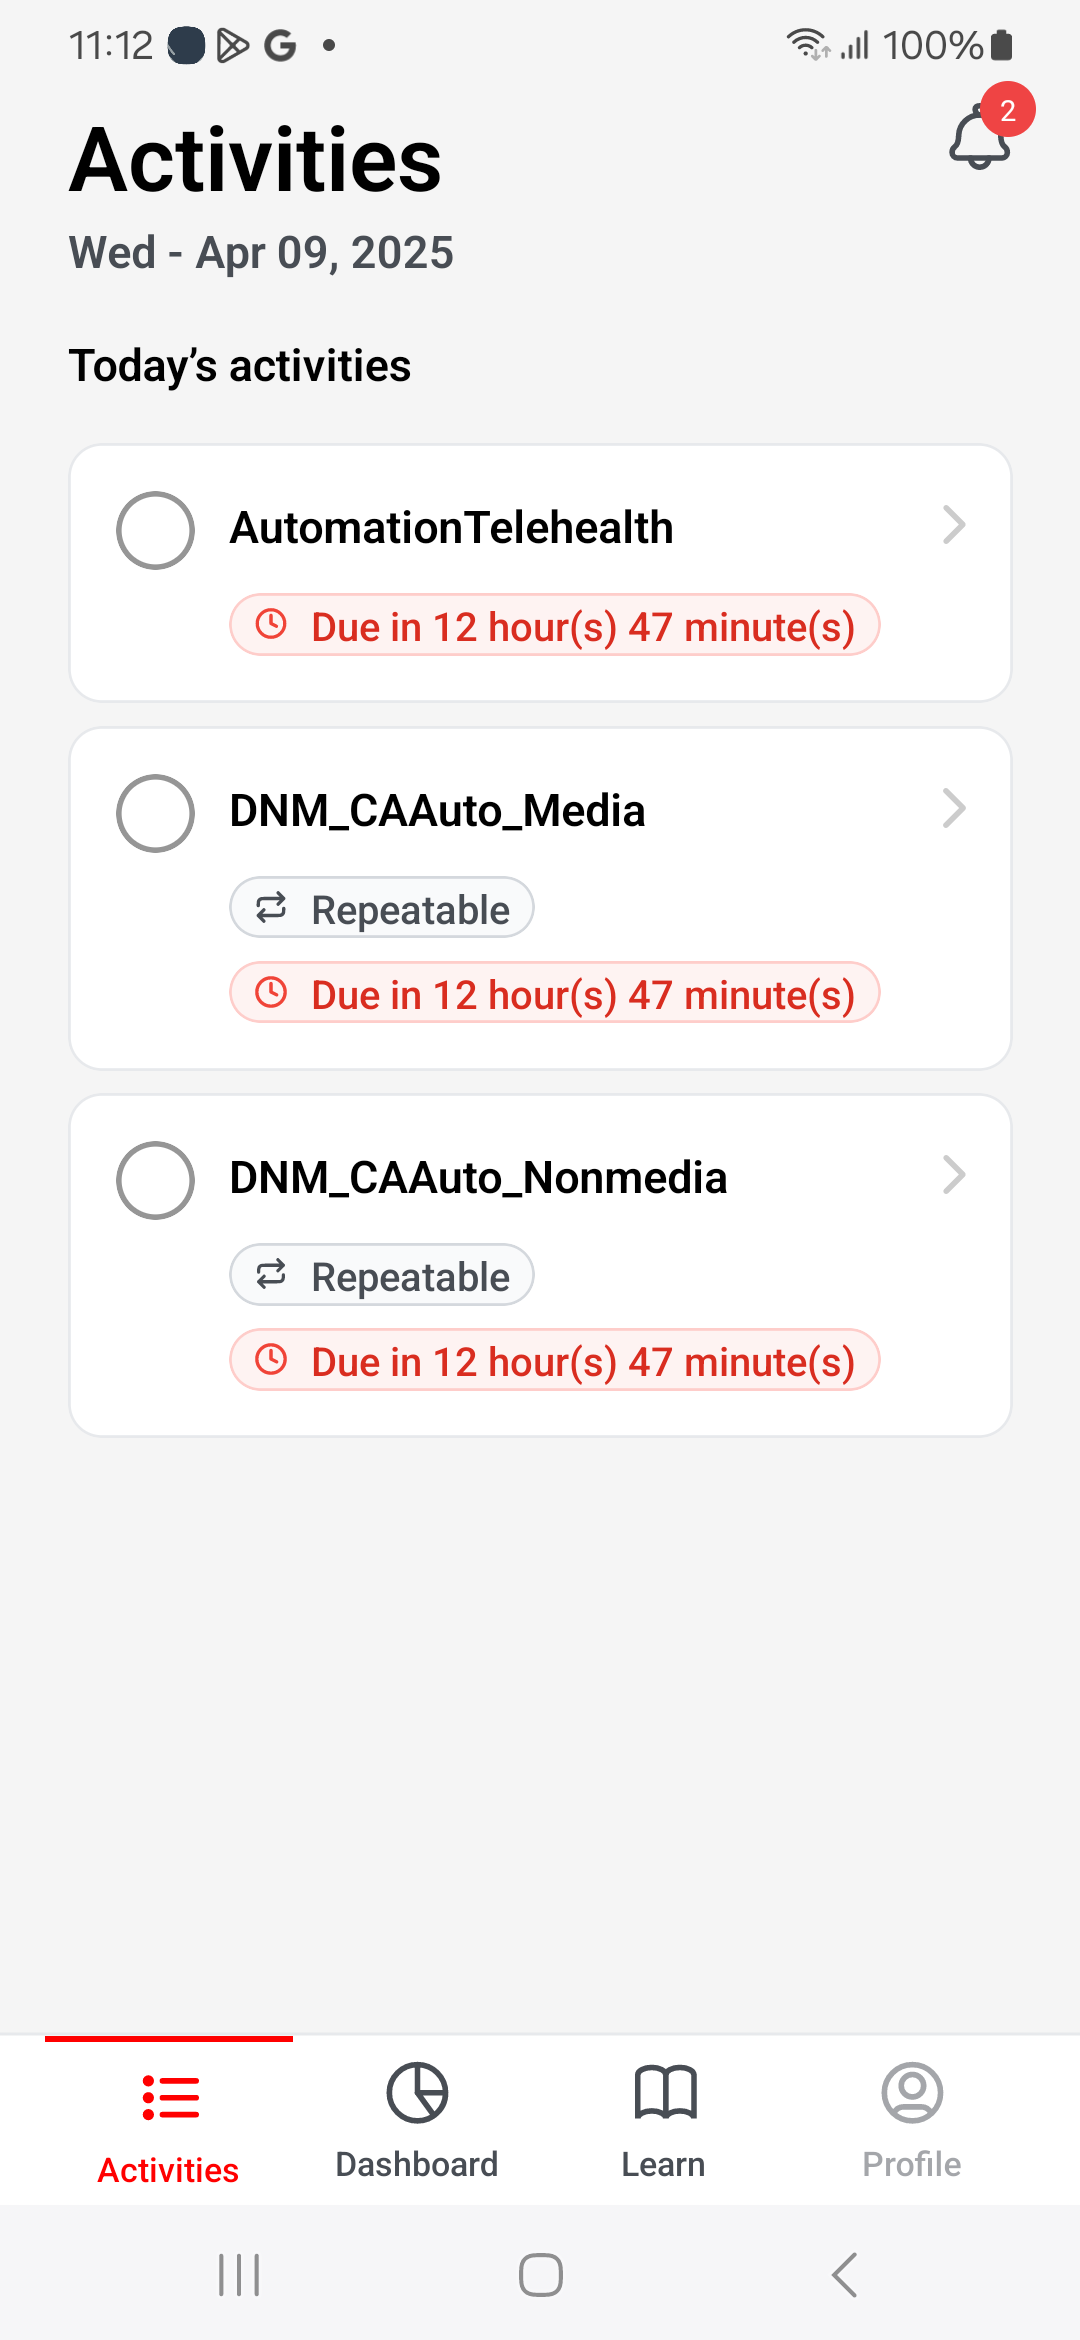 11:12
100%
2
Activities
Wed - Apr 09, 2025
Today’s activities
AutomationTelehealth
Due in 12 hour(s) 47 minute(s)
DNM_CAAuto_Media
Repeatable
Due in 12 hour(s) 47 minute(s)
DNM_CAAuto_Nonmedia
Repeatable
Due in 12 hour(s) 47 minute(s)
Activities
Dashboard
Learn
Profile